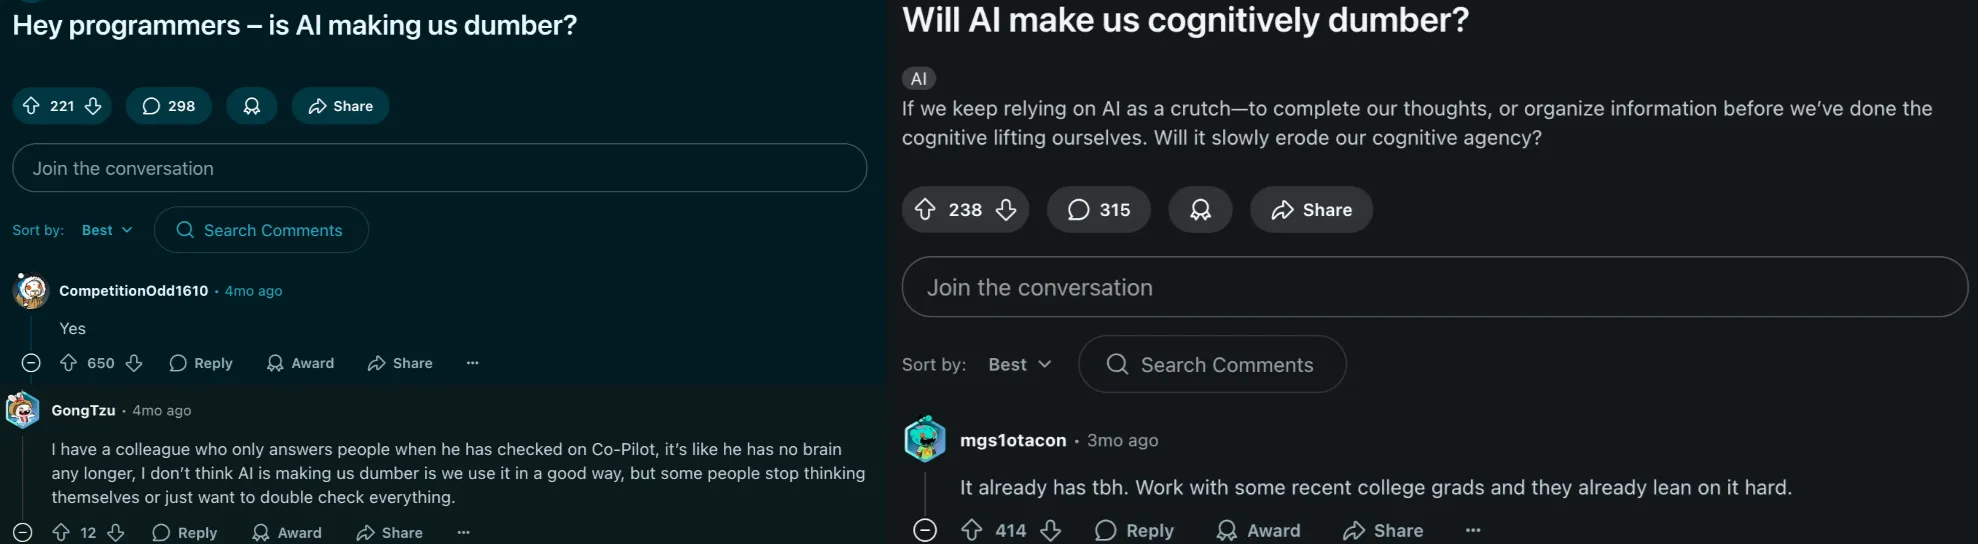 Hey programmers – is AI making us dumber?
221
298
Share
Join the conversation
Sort by: Best
Search Comments
CompetitionOdd1610 • 4mo ago
Yes
650
Reply
Award
Share
GongTzu • 4mo ago
I have a colleague who only answers people when he has checked on Co-Pilot, it’s like he has no brain
any longer, I don’t think AI is making us dumber is we use it in a good way, but some people stop thinking
themselves or just want to double check everything.
12
Reply
Award
Share
Will AI make us cognitively dumber?
AI
If we keep relying on AI as a crutch—to complete our thoughts, or organize information before we’ve done the
cognitive lifting ourselves. Will it slowly erode our cognitive agency?
238
315
Share
Join the conversation
Sort by: Best
Search Comments
mgs1otacon • 3mo ago
It already has tbh. Work with some recent college grads and they already lean on it hard.
414
Reply
Award
Share